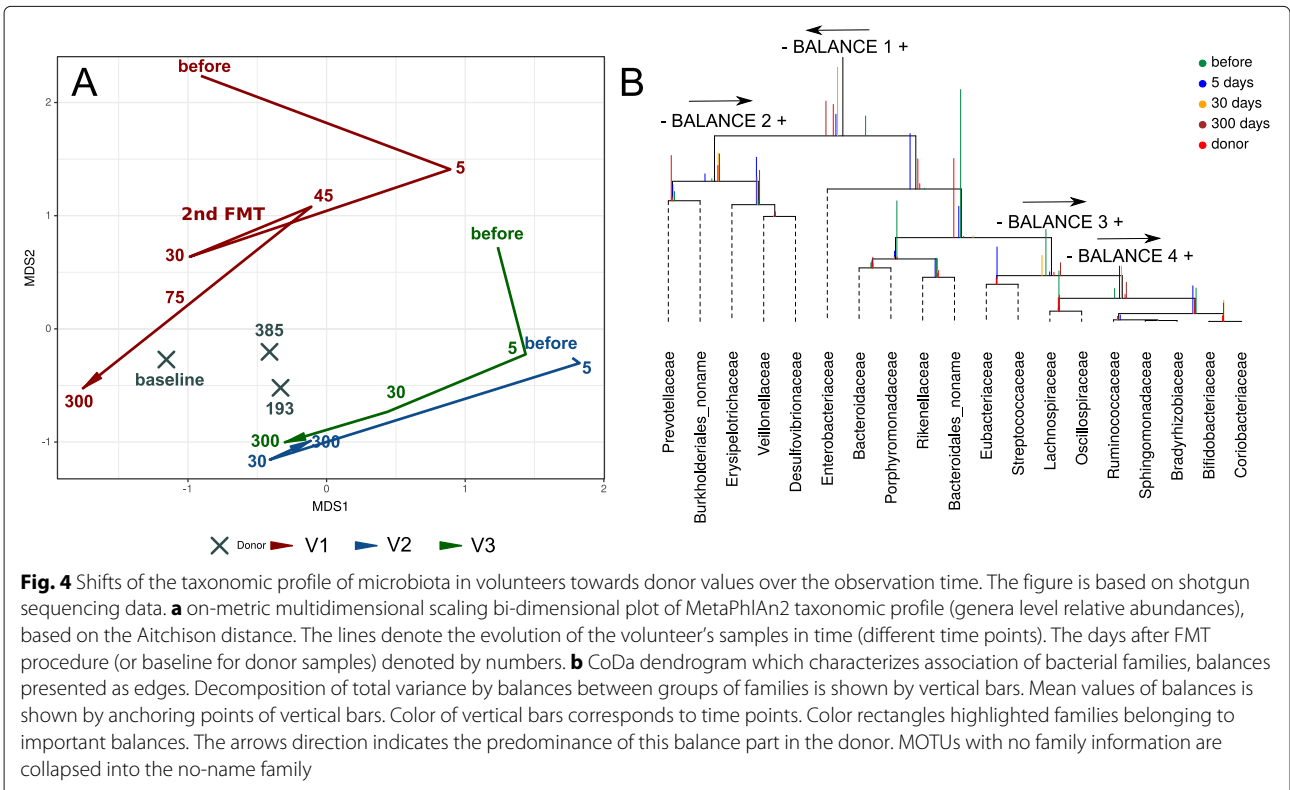 A
before
5
45
2nd FMT
30
75
300
before
5
30
300
before
5
300
30
385
baseline
193
2
1
0
-1
MDS2
-1
0
1
2
MDS1
Donor
V1
V2
V3
B
- BALANCE 1 +
- BALANCE 2 +
- BALANCE 3 +
- BALANCE 4 +
before
5 days
30 days
300 days
donor
Prevotellaceae
Burkholderiales_noname
Erysipelotrichaceae
Veillonellaceae
Desulfovibrionaceae
Enterobacteriaceae
Bacteroidaceae
Porphyromonadaceae
Rikenellaceae
Bacteroidales_noname
Eubacteriaceae
Streptococcaceae
Lachnospiraceae
Oscillospiraceae
Ruminococcaceae
Sphingomonadaceae
Bradyrhizobiaceae
Bifidobacteriaceae
Coriobacteriaceae
Fig. 4 Shifts of the taxonomic profile of microbiota in volunteers towards donor values over the observation time. The figure is based on shotgun
sequencing data. a on-metric multidimensional scaling bi-dimensional plot of MetaPhlAn2 taxonomic profile (genera level relative abundances),
based on the Aitchison distance. The lines denote the evolution of the volunteer's samples in time (different time points). The days after FMT
procedure (or baseline for donor samples) denoted by numbers. b CoDa dendrogram which characterizes association of bacterial families, balances
presented as edges. Decomposition of total variance by balances between groups of families is shown by vertical bars. Mean values of balances is
shown by anchoring points of vertical bars. Color of vertical bars corresponds to time points. Color rectangles highlighted families belonging to
important balances. The arrows direction indicates the predominance of this balance part in the donor. MOTUs with no family information are
collapsed into the no-name family